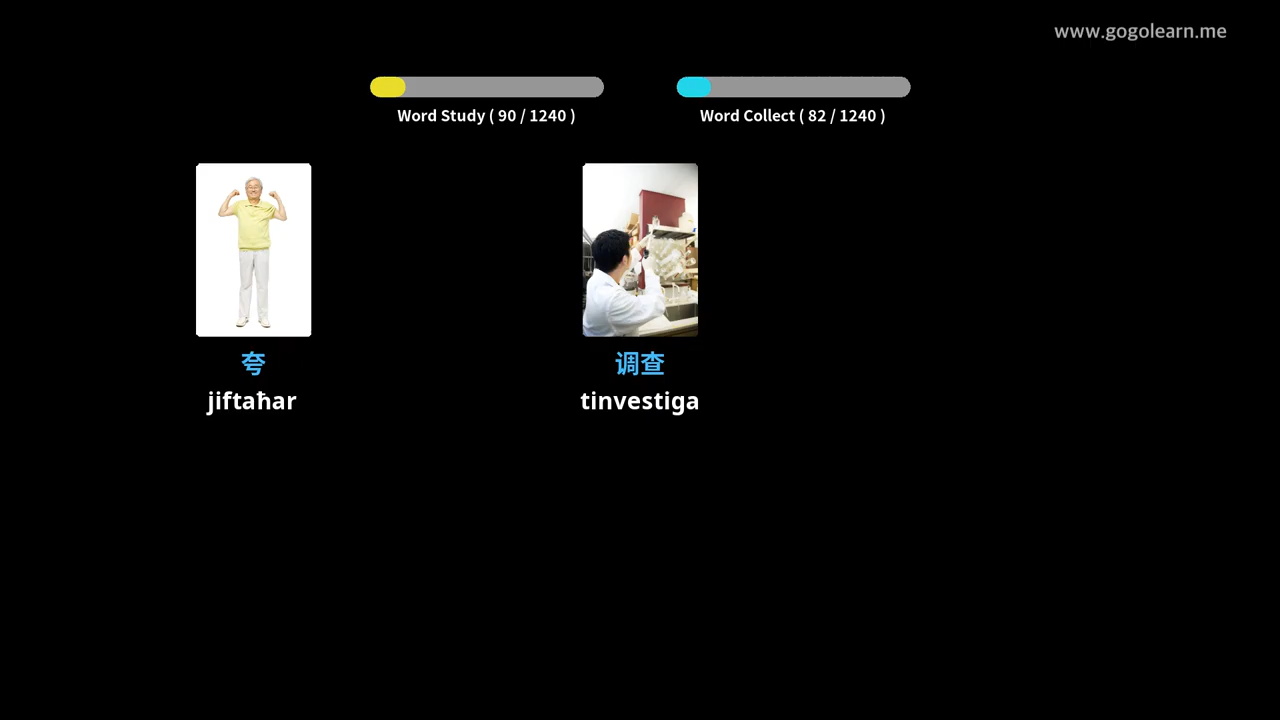 www.gogolearn.me
Word Study ( 90 / 1240 )
Word Collect ( 82 / 1240 )
夸
调查
jiftaħar
tinvestiga